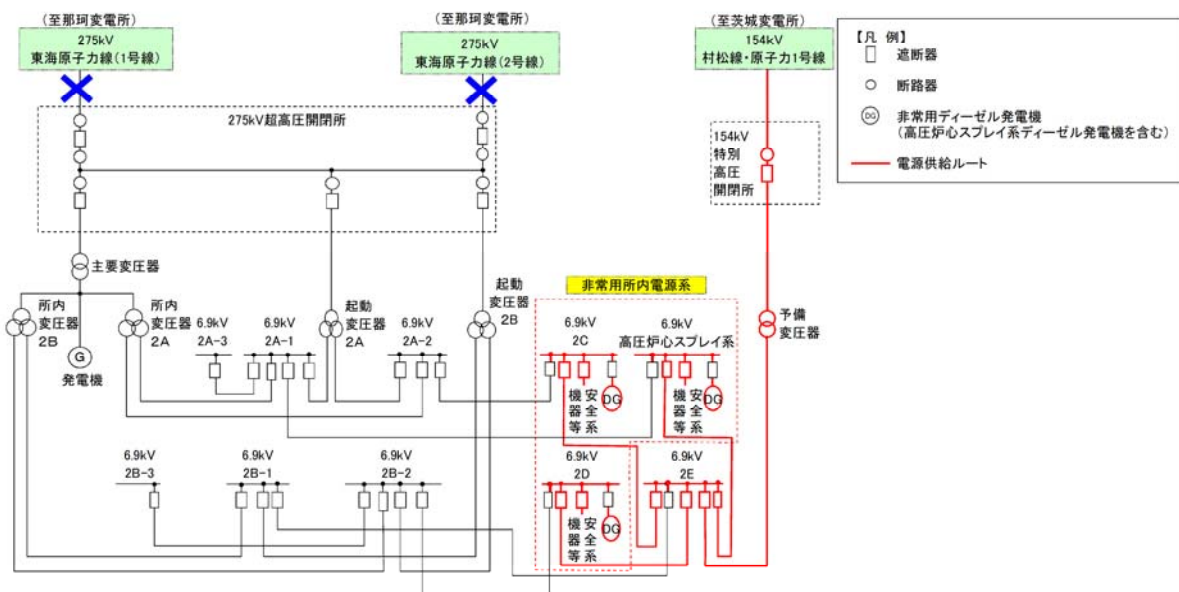 (至那珂変電所)
275kV
東海原子力線(1号線)
(至那珂変電所)
275kV
東海原子力線(2号線)
(至茨城変電所)
154kV
村松線・原子力1号線
【凡 例】
遮断器
断路器
DG
非常用ディーゼル発電機
(高圧炉心スプレイ系ディーゼル発電機を含む)
電源供給ルート
275kV超高圧開閉所
154kV
特別
高圧
開閉所
主要変圧器
所内
変圧器
2B
所内
変圧器
2A
G
発電機
起動
変圧器
2A
起動
変圧器
2B
予備
変圧器
非常用所内電源系
6.9kV
2A-3
6.9kV
2A-1
6.9kV
2A-2
6.9kV
2C
6.9kV
高圧炉心スプレイ系
安全系
機器等
DG
安全系
機器等
DG
6.9kV
2B-3
6.9kV
2B-1
6.9kV
2B-2
6.9kV
2D
6.9kV
2E
安全系
機器等
DG